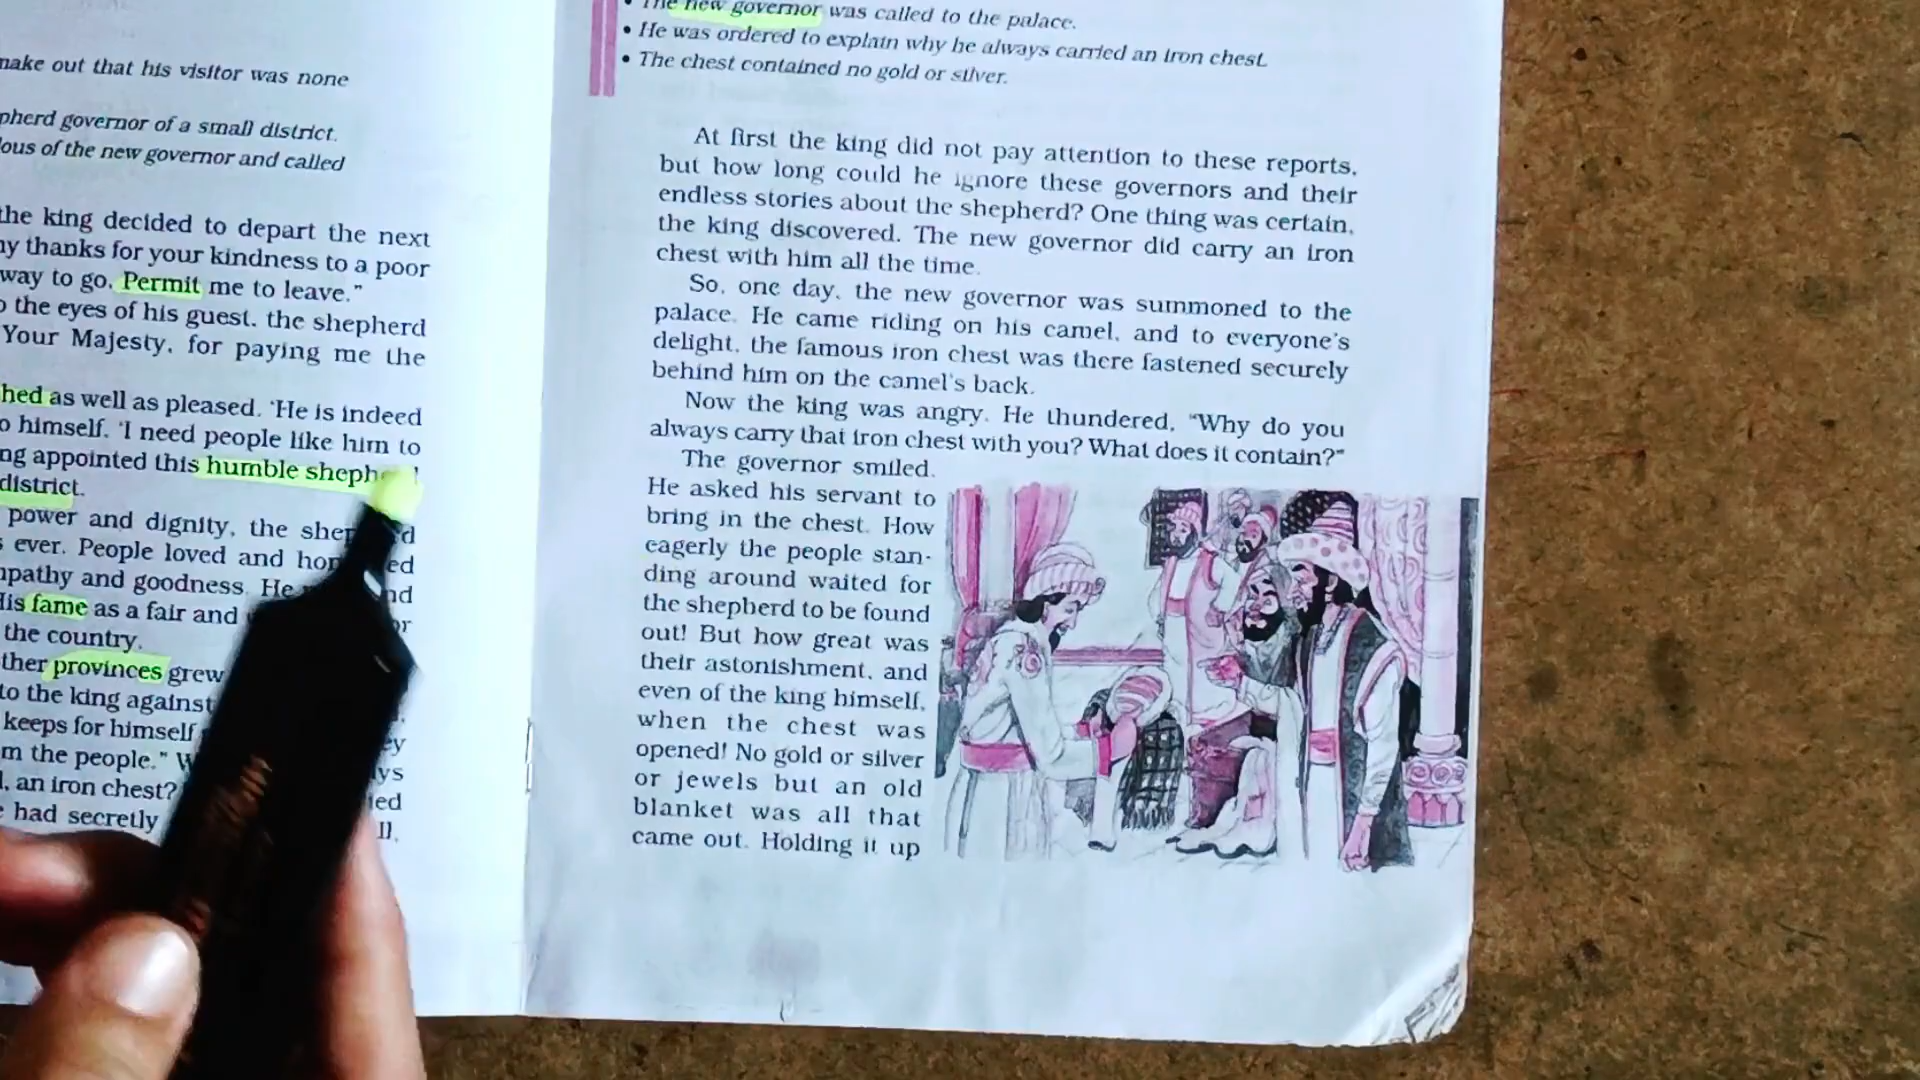 make out that his visitor was none
pherd governor of a small district.
lous of the new governor and called
the king decided to depart the next
ny thanks for your kindness to a poor
way to go. Permit me to leave."
o the eyes of his guest, the shepherd
Your Majesty, for paying me the
hed as well as pleased. 'He is indeed
o himself. 'I need people like him to
ng appointed this humble sheph
district.
power and dignity, the shep d
s ever. People loved and hon ed
npathy and goodness. He nd
His fame as a fair and or
the country.
ther provinces grew
to the king against
keeps for himself ey
m the people." W ys
l, an iron chest? ied
e had secretly ll.
The new governor was called to the palace.
• He was ordered to explain why he always carried an iron chest.
• The chest contained no gold or silver.
At first the king did not pay attention to these reports,
but how long could he ignore these governors and their
endless stories about the shepherd? One thing was certain,
the king discovered. The new governor did carry an iron
chest with him all the time.
So, one day, the new governor was summoned to the
palace. He came riding on his camel, and to everyone's
delight, the famous iron chest was there fastened securely
behind him on the camel's back.
Now the king was angry. He thundered, "Why do you
always carry that iron chest with you? What does it contain?"
The governor smiled.
He asked his servant to
bring in the chest. How
eagerly the people stan-
ding around waited for
the shepherd to be found
out! But how great was
their astonishment, and
even of the king himself,
when the chest was
opened! No gold or silver
or jewels but an old
blanket was all that
came out. Holding it up